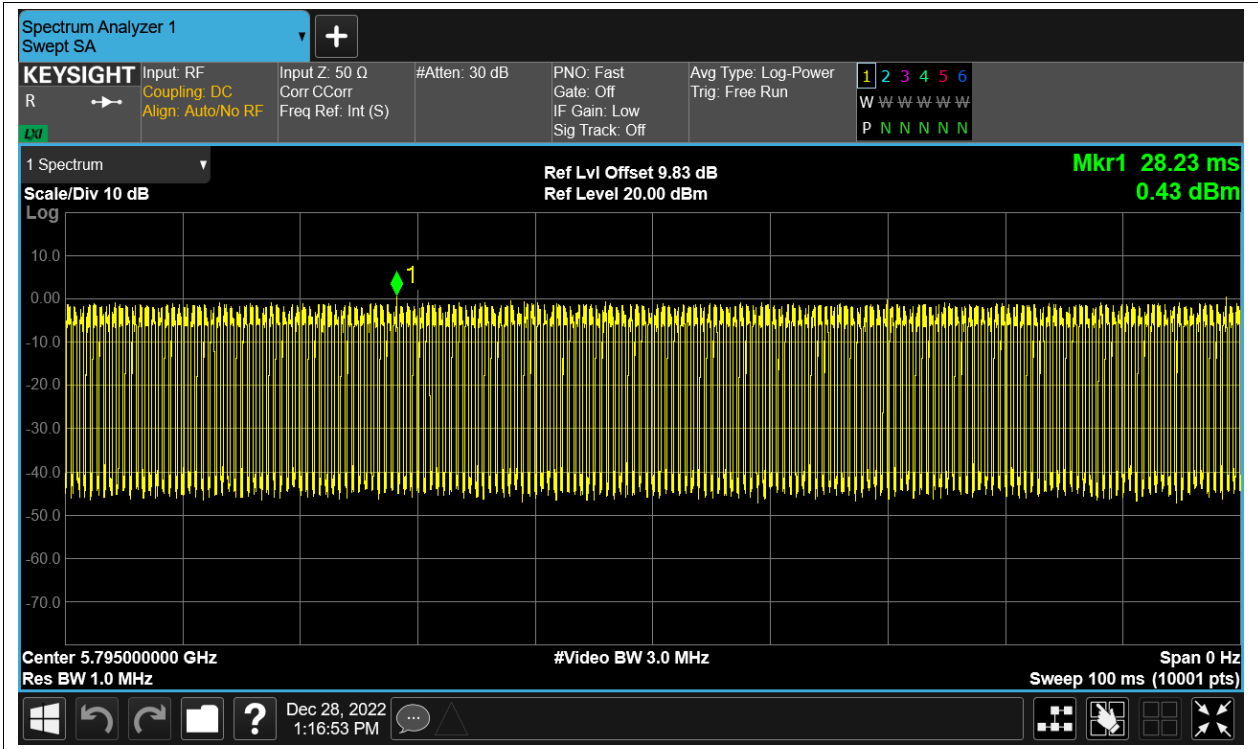 Spectrum Analyzer 1
Swept SA
KEYSIGHT
R
LXI
Input: RF
Coupling: DC
Align: Auto/No RF
Input Z: 50 Ω
Corr CCorr
Freq Ref: Int (S)
#Atten: 30 dB
PNO: Fast
Gate: Off
IF Gain: Low
Sig Track: Off
Avg Type: Log-Power
Trig: Free Run
1 2 3 4 5 6
W W W W W W
P N N N N N
1 Spectrum
Scale/Div 10 dB
Log
Ref Lvl Offset 9.83 dB
Ref Level 20.00 dBm
Mkr1 28.23 ms
0.43 dBm
1
10.0
0.00
-10.0
-20.0
-30.0
-40.0
-50.0
-60.0
-70.0
Center 5.795000000 GHz
Res BW 1.0 MHz
#Video BW 3.0 MHz
Span 0 Hz
Sweep 100 ms (10001 pts)
?
Dec 28, 2022
1:16:53 PM